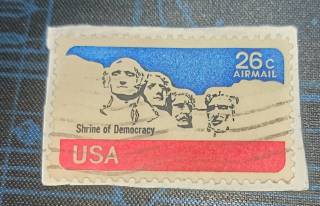 26c
AIRMAIL
Shrine of Democracy
USA